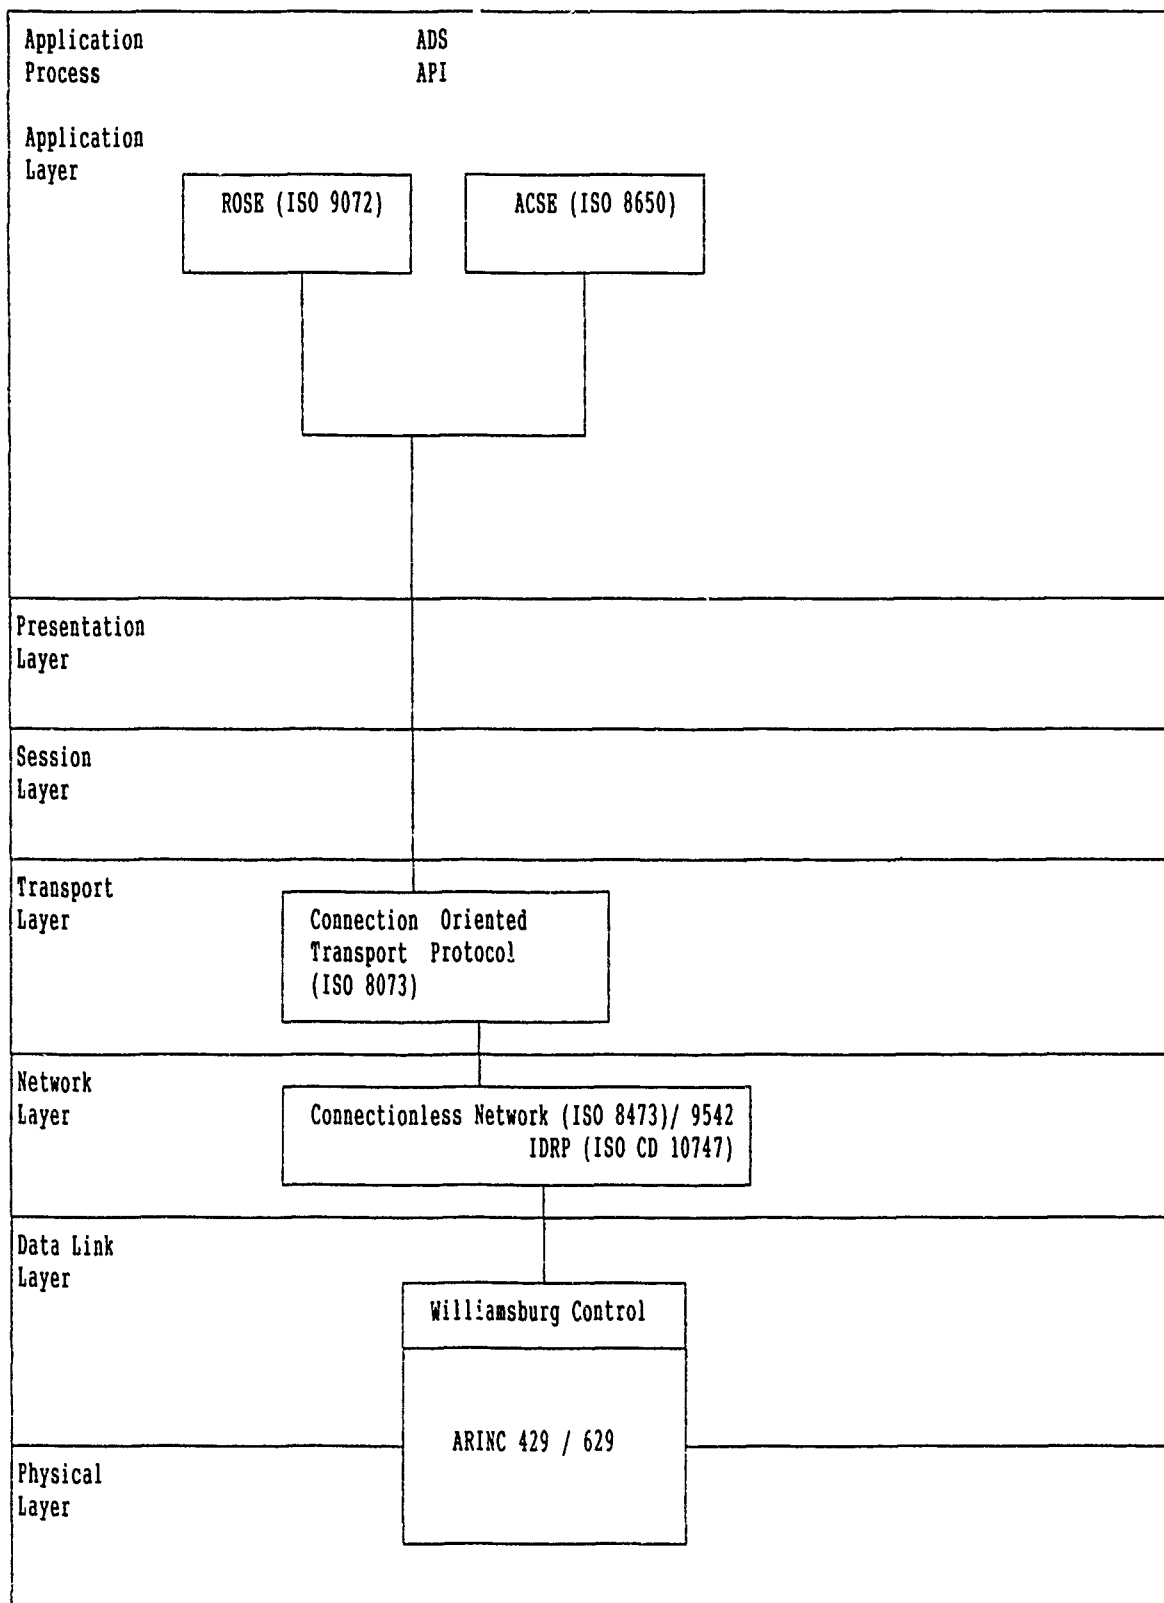 Application ADS
Process API
Application
Layer
ROSE (ISO 9072) ACSE (ISO 8650)
Presentation
Layer
Session
Layer
Transport
Layer
Connection Oriented
Transport Protocol
(ISO 8073)
Network
Layer
Connectionless Network (ISO 8473)/ 9542
IDRP (ISO CD 10747)
Data Link
Layer
Williamsburg Control
ARINC 429 / 629
Physical
Layer